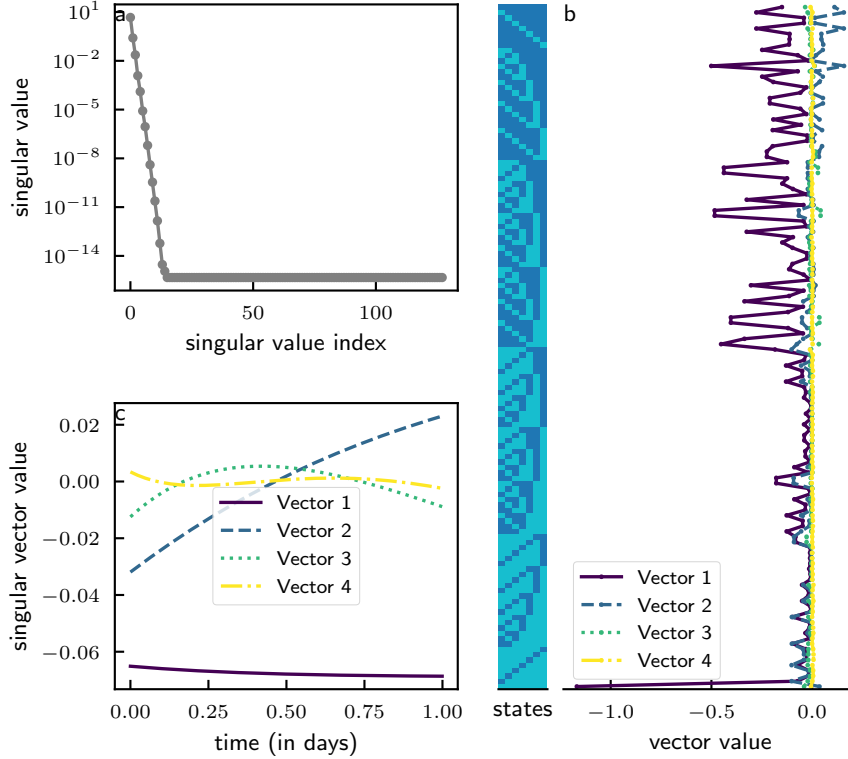 a
10^1
10^−2
10^−5
10^−8
10^−11
10^−14
singular value
0
50
100
singular value index
c
0.02
0.00
−0.02
−0.04
−0.06
singular vector value
Vector 1
Vector 2
Vector 3
Vector 4
0.00
0.25
0.50
0.75
1.00
time (in days)
states
b
Vector 1
Vector 2
Vector 3
Vector 4
−1.0
−0.5
0.0
vector value